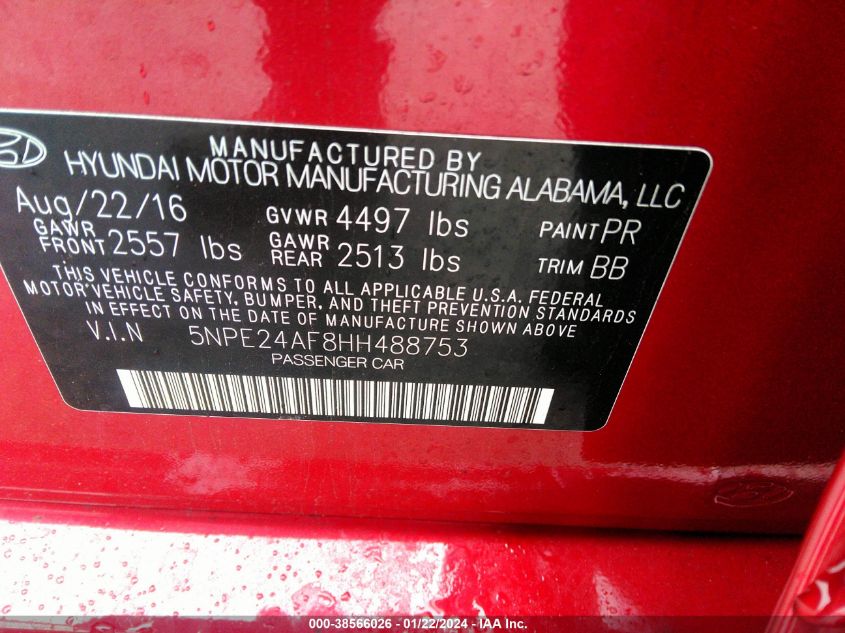 MANUFACTURED BY
HYUNDAI MOTOR MANUFACTURING ALABAMA, LLC
Aug/22/16 GVWR 4497 lbs PAINT PR
GAWR FRONT 2557 lbs GAWR REAR 2513 lbs TRIM BB
THIS VEHICLE CONFORMS TO ALL APPLICABLE U.S.A. FEDERAL
MOTOR VEHICLE SAFETY, BUMPER, AND THEFT PREVENTION STANDARDS
IN EFFECT ON THE DATE OF MANUFACTURE SHOWN ABOVE.
V.I.N 5NPE24AF8HH488753
PASSENGER CAR
000-38566026 - 01/22/2024 - IAA Inc.